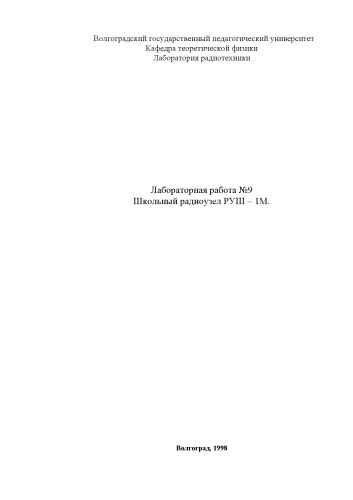 Волгоградский государственный педагогический университет
Кафедра теоретической физики
Лаборатория радиотехники
Лабораторная работа №9
Школьный радиоузел РУШ – 1М.
Волгоград, 1998